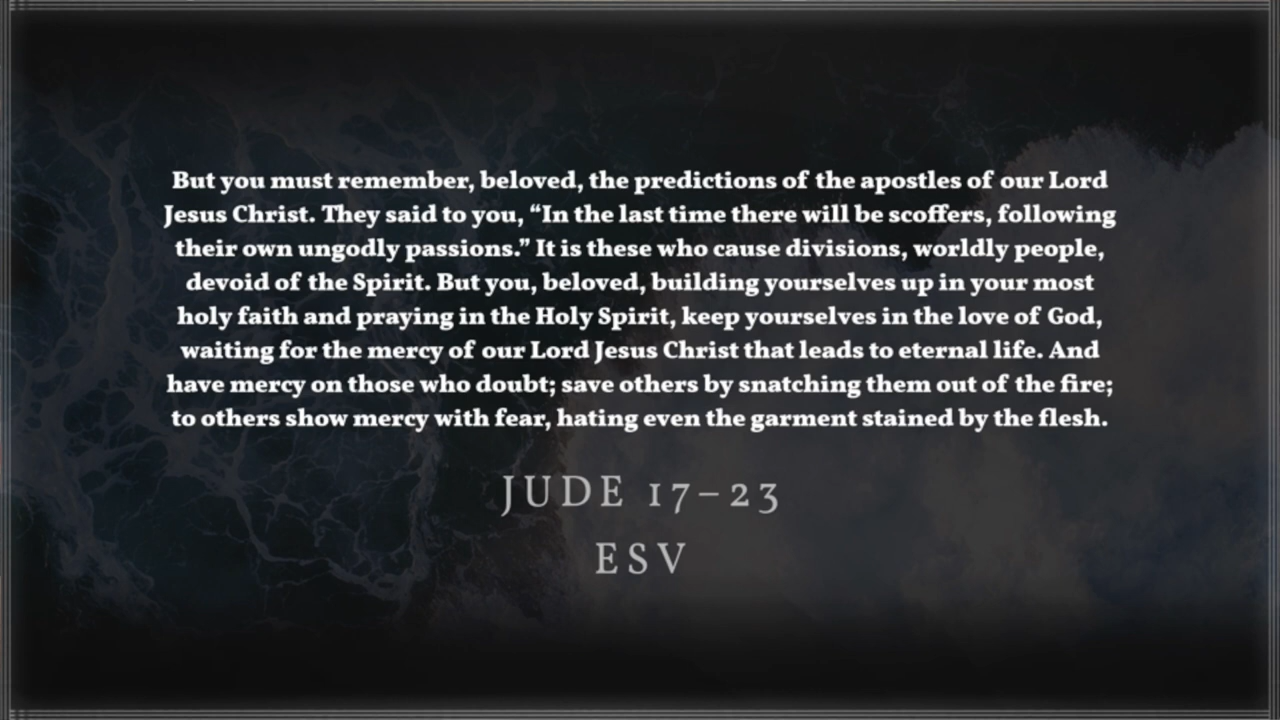 But you must remember, beloved, the predictions of the apostles of our Lord
Jesus Christ. They said to you, “In the last time there will be scoffers, following
their own ungodly passions.” It is these who cause divisions, worldly people,
devoid of the Spirit. But you, beloved, building yourselves up in your most
holy faith and praying in the Holy Spirit, keep yourselves in the love of God,
waiting for the mercy of our Lord Jesus Christ that leads to eternal life. And
have mercy on those who doubt; save others by snatching them out of the fire;
to others show mercy with fear, hating even the garment stained by the flesh.
JUDE 17–23
ESV